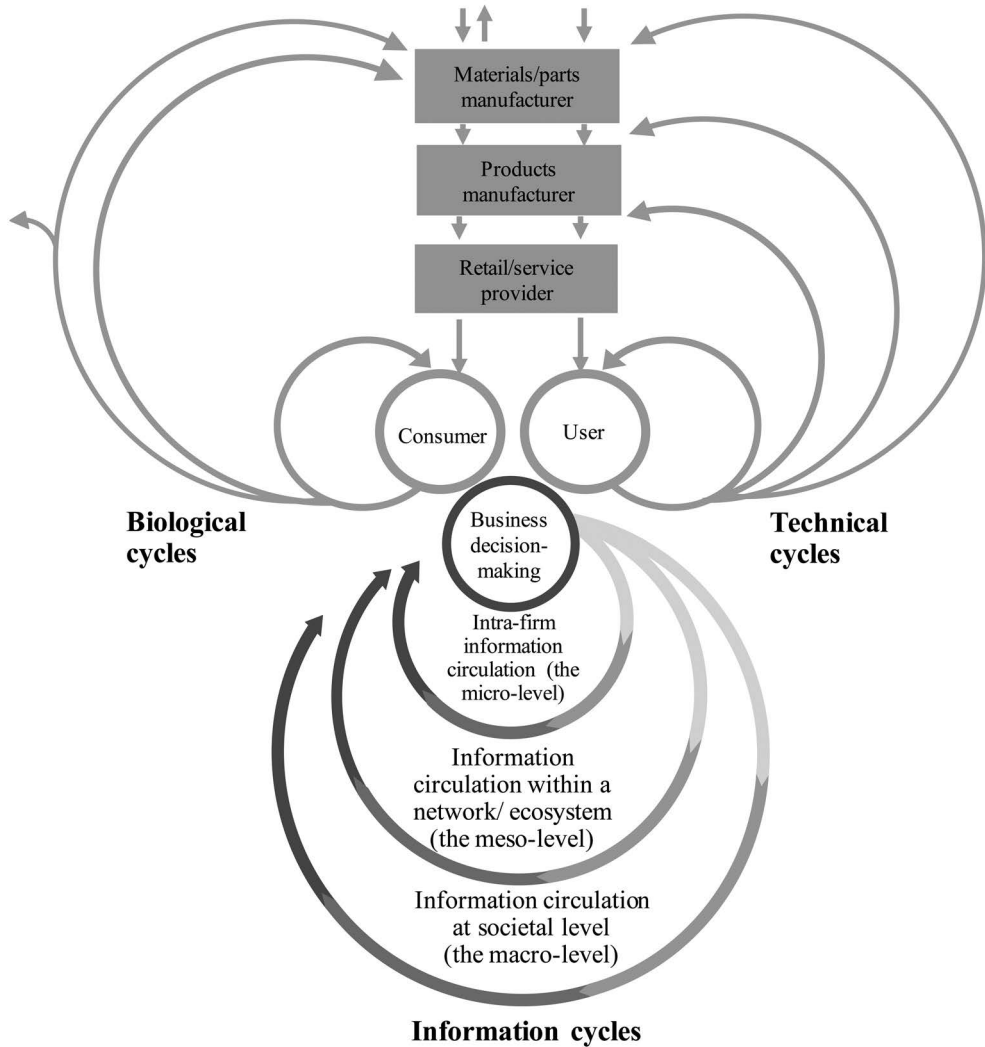 Materials/parts
manufacturer
Products
manufacturer
Retail/service
provider
Consumer
User
Biological
cycles
Technical
cycles
Business
decision-
making
Intra-firm
information
circulation (the
micro-level)
Information
circulation within a
network/ ecosystem
(the meso-level)
Information circulation
at societal level
(the macro-level)
Information cycles